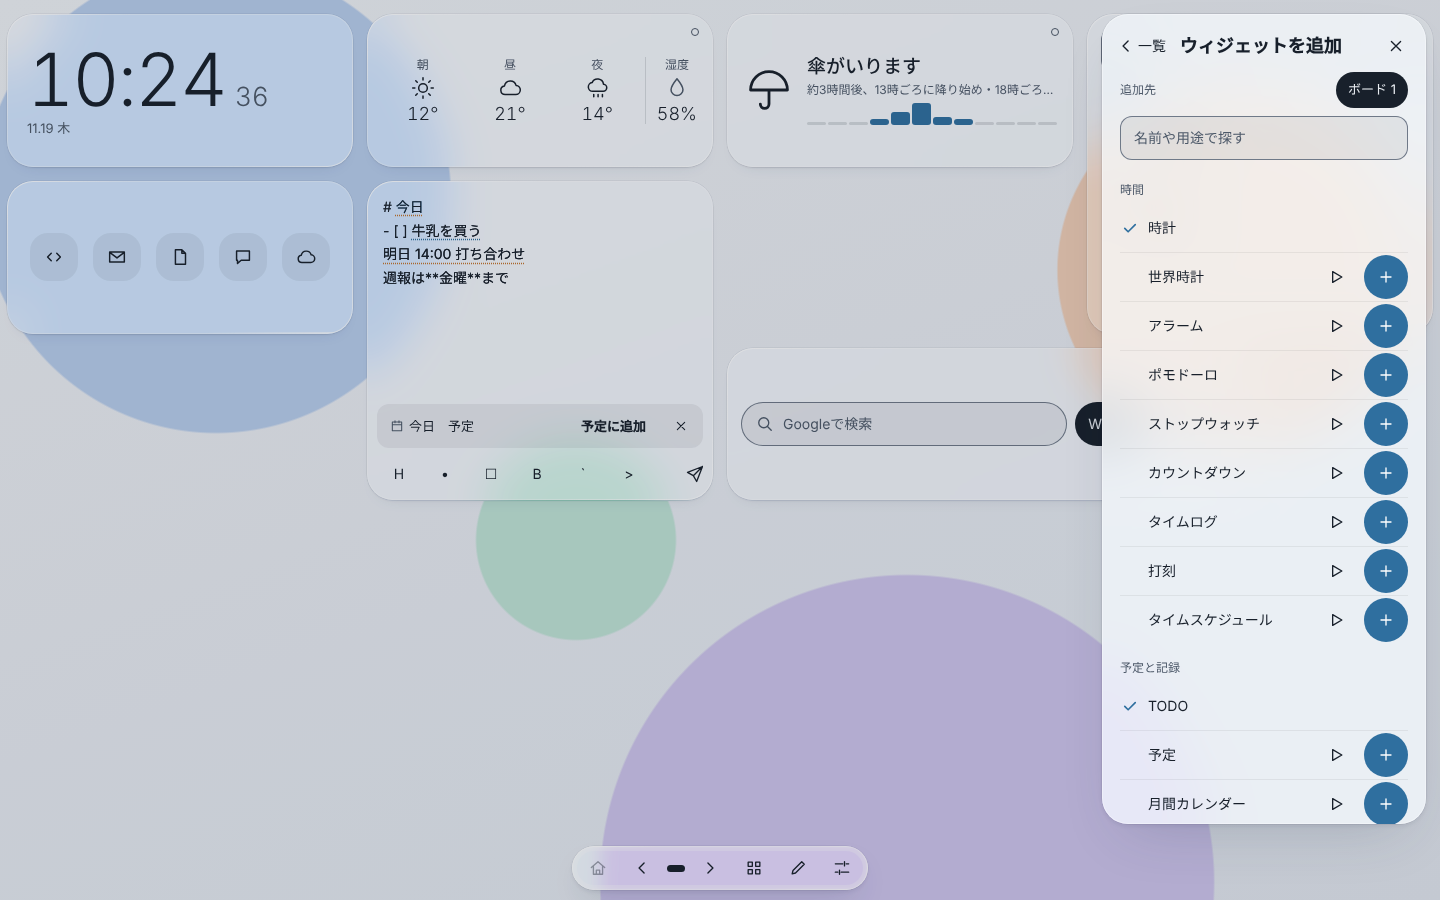 10:24 36
11.19 木
朝 昼 夜 湿度
12° 21° 14° 58%
傘がいります
約3時間後、13時ごろに降り始め・18時ごろ...
# 今日
- [ ] 牛乳を買う
明日 14:00 打ち合わせ
週報は**金曜**まで
今日 予定 予定に追加
H • □ B ` >
Googleで検索
W
一覧 ウィジェットを追加
追加先 ボード 1
名前や用途で探す
時間
時計
世界時計
アラーム
ポモドーロ
ストップウォッチ
カウントダウン
タイムログ
打刻
タイムスケジュール
予定と記録
TODO
予定
月間カレンダー